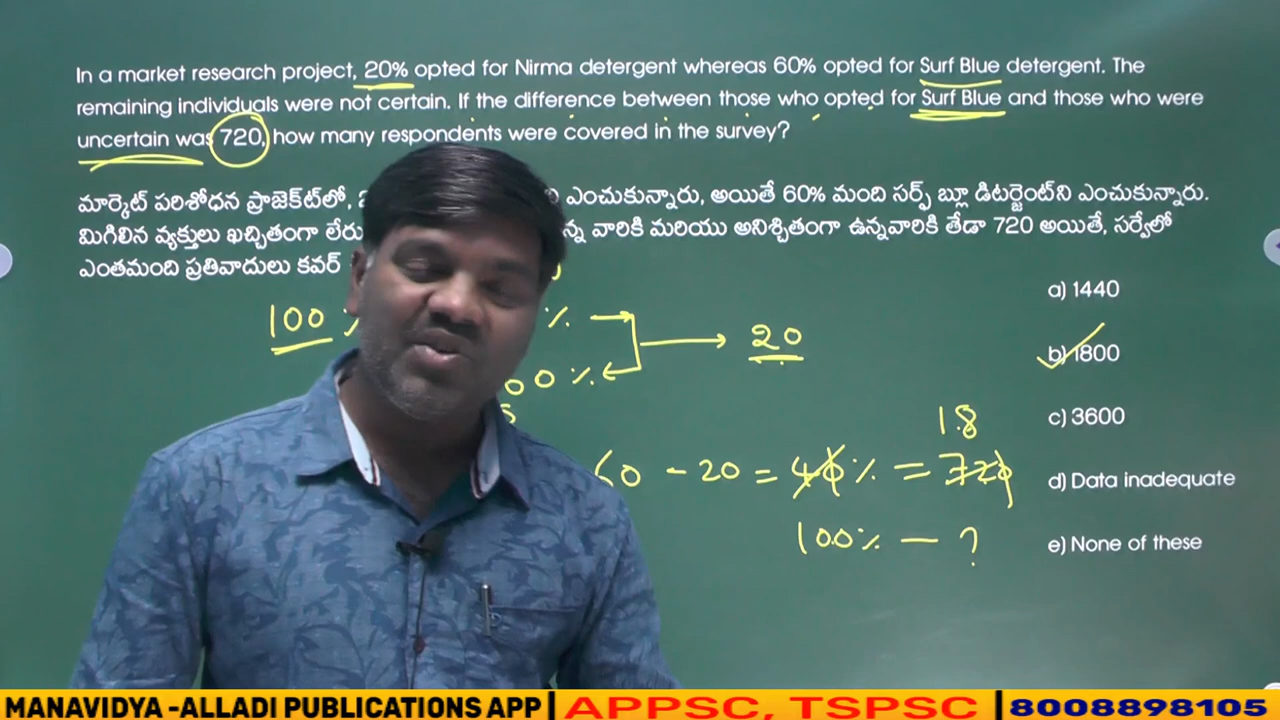 In a market research project, 20% opted for Nirma detergent whereas 60% opted for Surf Blue detergent. The
remaining individuals were not certain. If the difference between those who opted for Surf Blue and those who were
uncertain was 720, how many respondents were covered in the survey?
మార్కెట్ పరిశోధన ప్రాజెక్ట్‌లో, 2 ఎంచుకున్నారు, అయితే 60% మంది సర్ఫ్ బ్లూ డిటర్జెంట్‌ని ఎంచుకున్నారు.
మిగిలిన వ్యక్తులు ఖచ్చితంగా లేరు న్న వారికి మరియు అనిశ్చితంగా ఉన్నవారికి తేడా 720 అయితే, సర్వేలో
ఎంతమంది ప్రతివాదులు కవర్
a) 1440
100 % % 20
b) 1800
00 %
c) 3600
18
60 - 20 = 40 % = 720
d) Data inadequate
100% - ?
e) None of these
MANAVIDYA -ALLADI PUBLICATIONS APP | APPSC, TSPSC | 8008898105